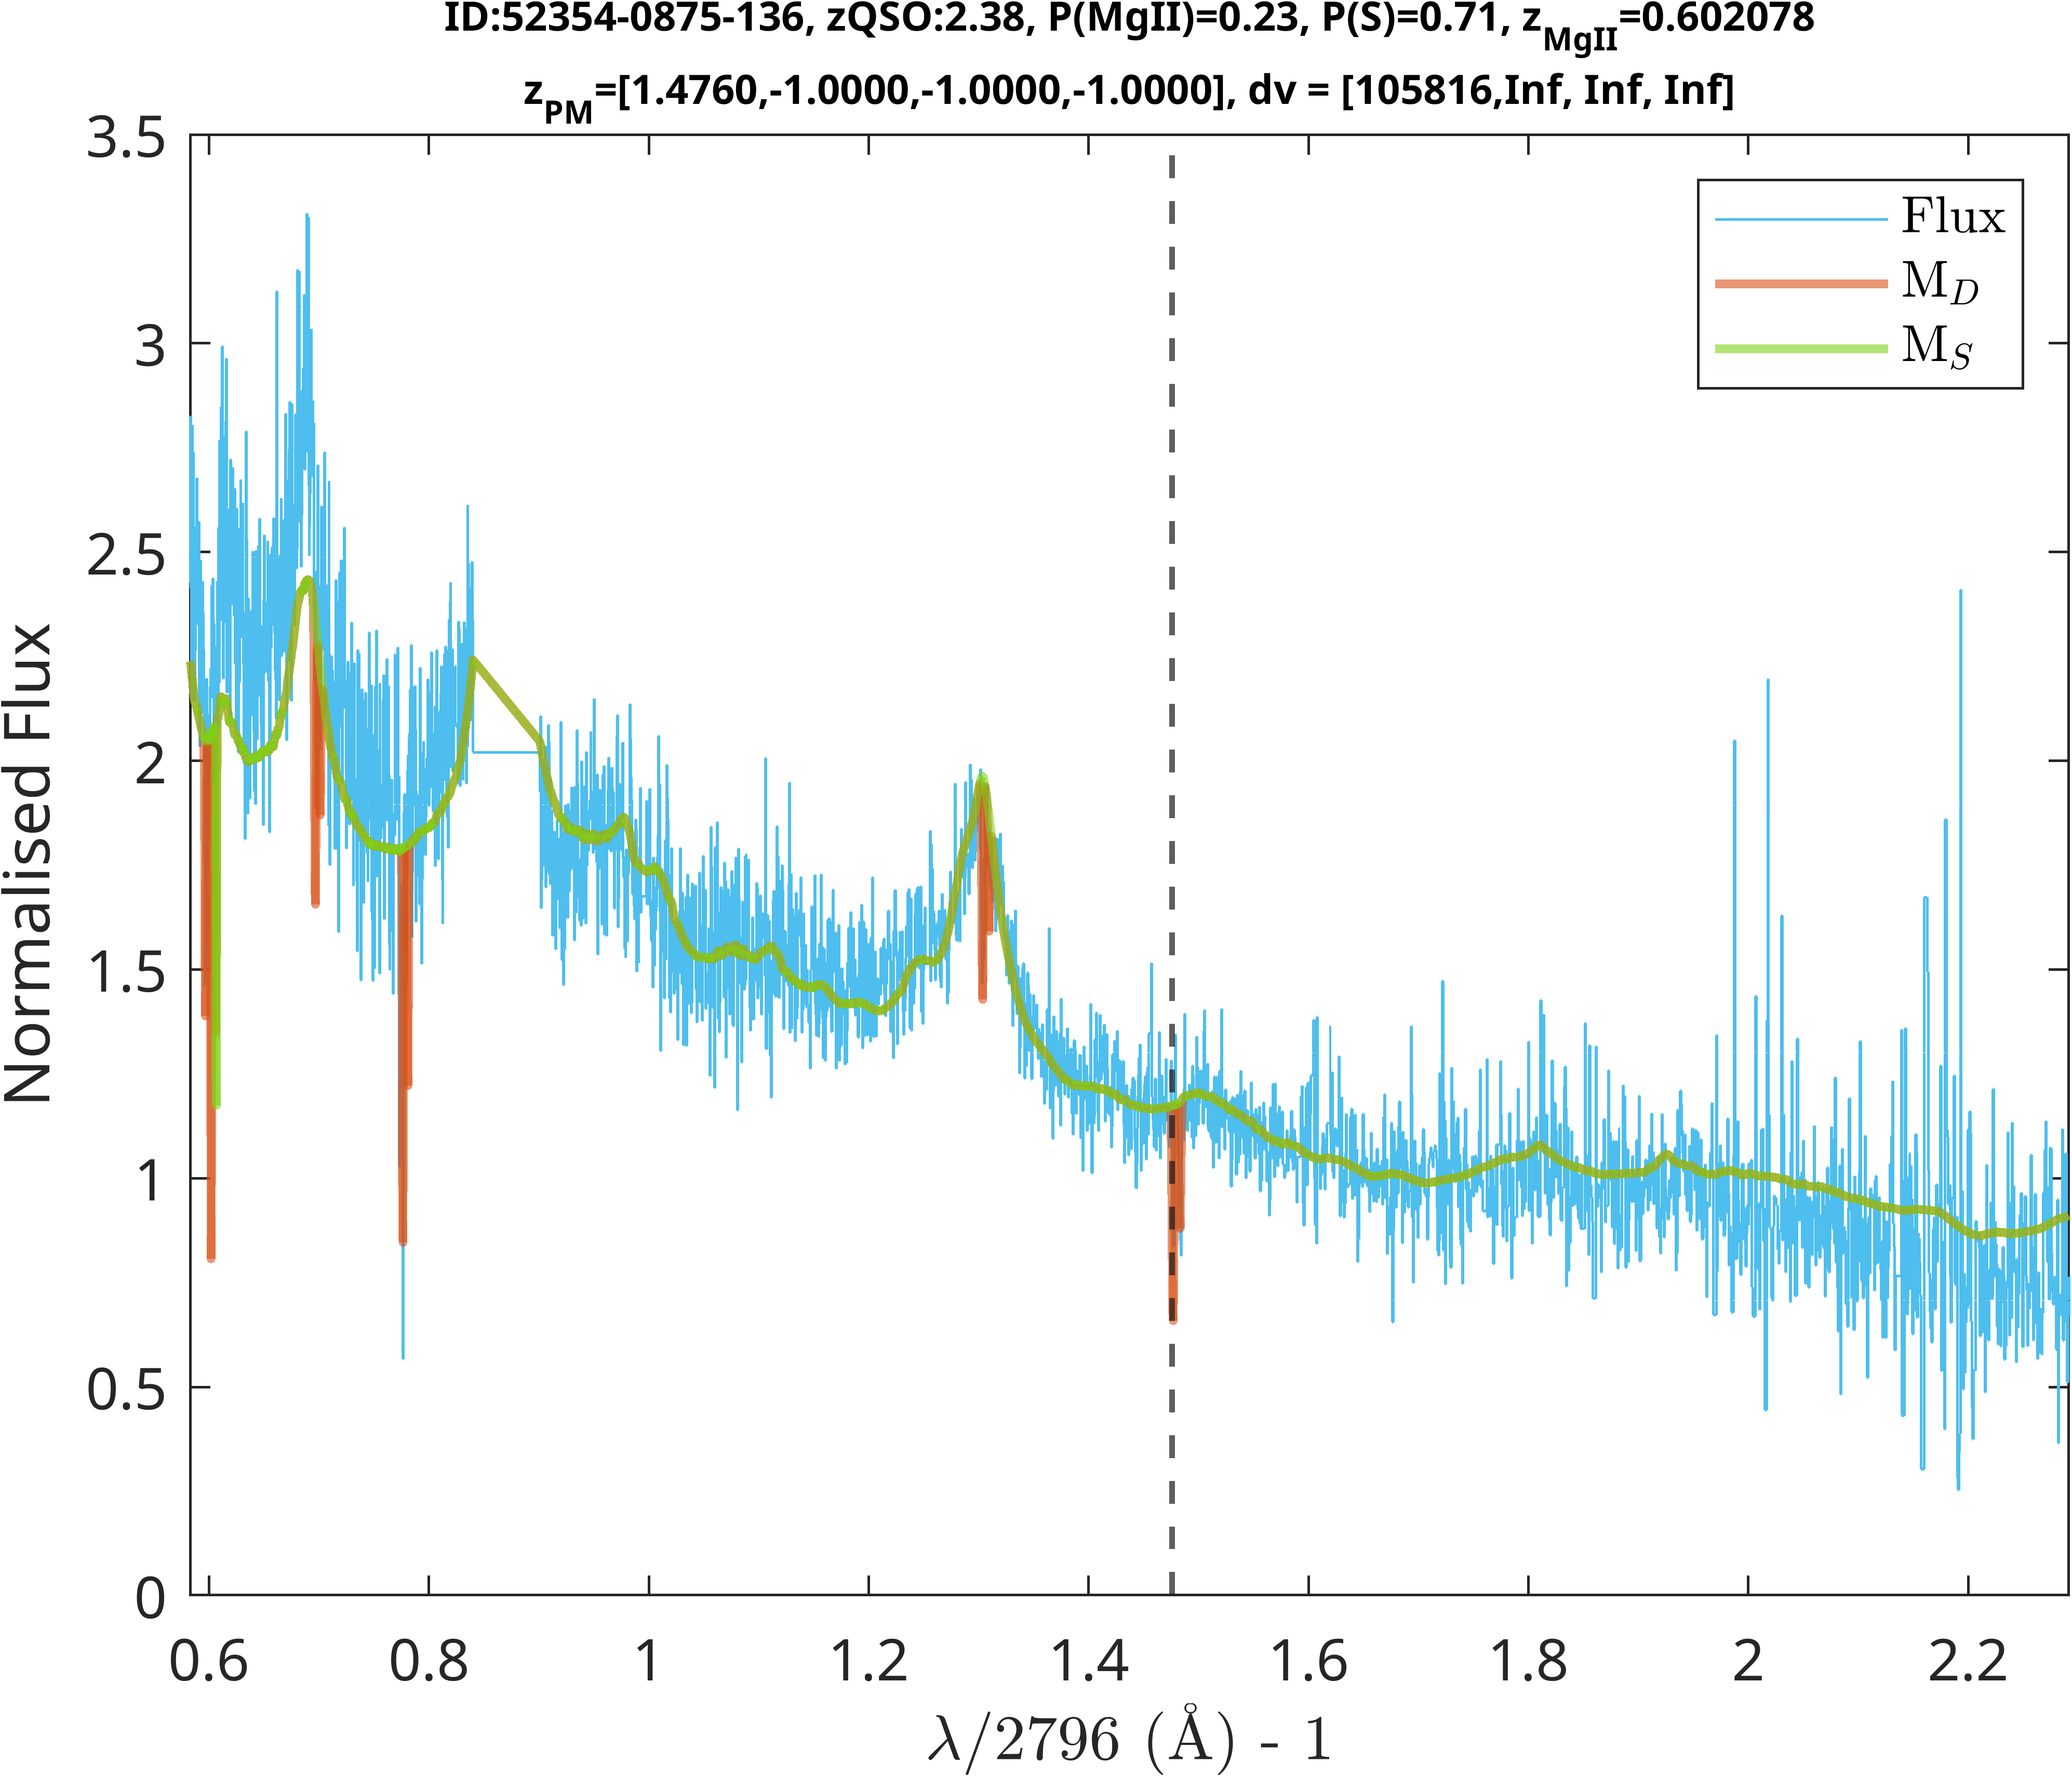 ID:52354-0875-136, zQSO:2.38, P(MgII)=0.23, P(S)=0.71, zMgII=0.602078
zPM=[1.4760,-1.0000,-1.0000,-1.0000], dv = [105816,Inf, Inf, Inf]
3.5
3
2.5
2
1.5
1
0.5
0
Normalised Flux
Flux
MD
MS
0.6 0.8 1 1.2 1.4 1.6 1.8 2 2.2
λ/2796 (Å) - 1